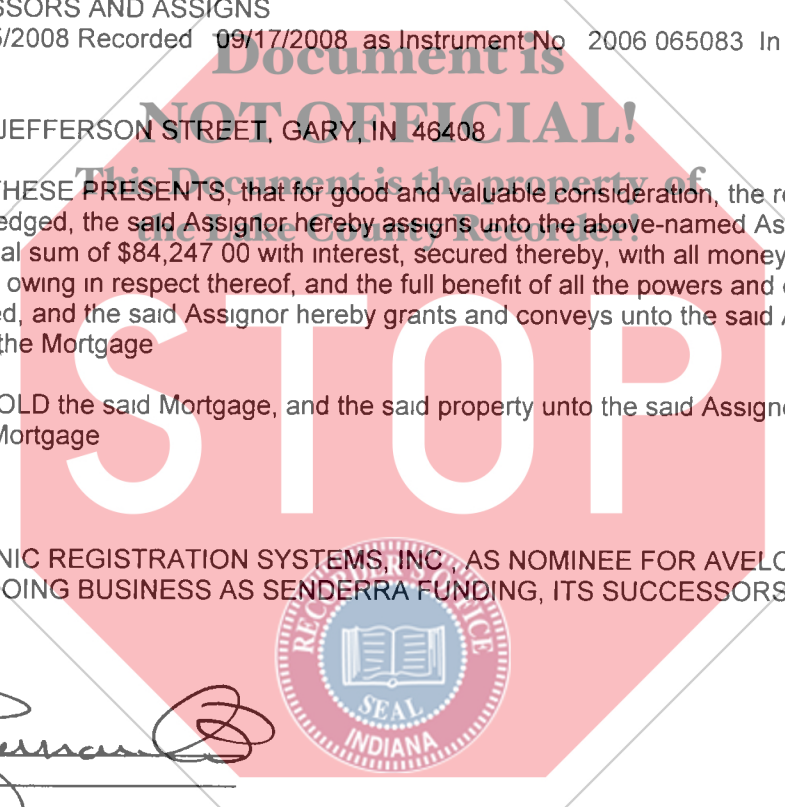 SSORS AND ASSIGNS
5/2008 Recorded 09/17/2008 as Instrument No 2006 065083 In
Document is
NOT OFFICIAL!
JEFFERSON STREET, GARY, IN 46408
This Document is the property of
the Lake County Recorder!
THESE PRESENTS, that for good and valuable consideration, the re
edged, the said Assignor hereby assigns unto the above-named As
al sum of $84,247 00 with interest, secured thereby, with all money
owing in respect thereof, and the full benefit of all the powers and
ed, and the said Assignor hereby grants and conveys unto the said A
the Mortgage
STOP
OLD the said Mortgage, and the said property unto the said Assigne
Mortgage
NIC REGISTRATION SYSTEMS, INC , AS NOMINEE FOR AVELO
OING BUSINESS AS SENDERRA FUNDING, ITS SUCCESSORS
RECORDER'S OFFICE
SEAL
INDIANA